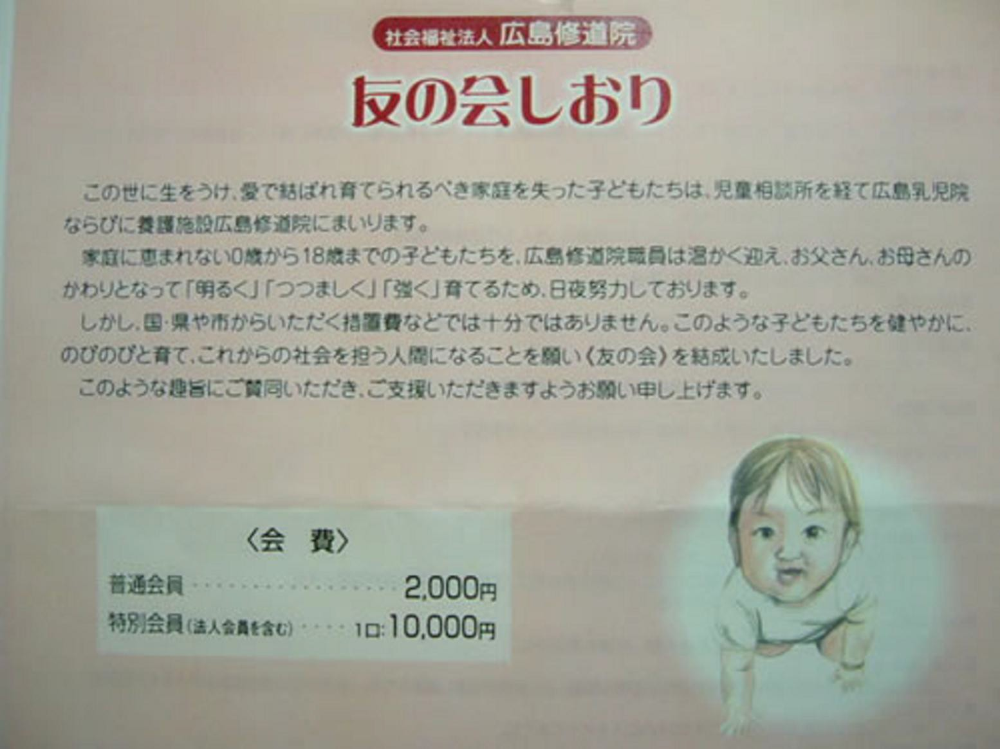 社会福祉法人 広島修道院
友の会しおり
この世に生をうけ、愛で結ばれ育てられるべき家庭を失った子どもたちは、児童相談所を経て広島乳児院
ならびに養護施設広島修道院にまいります。
家庭に恵まれない0歳から18歳までの子どもたちを、広島修道院職員は温かく迎え、お父さん、お母さんの
かわりとなって「明るく」「つつましく」「強く」育てるため、日夜努力しております。
しかし、国・県や市からいただく措置費などでは十分ではありません。このような子どもたちを健やかに、
のびのびと育て、これからの社会を担う人間になることを願い《友の会》を結成いたしました。
このような趣旨にご賛同いただき、ご支援いただきますようお願い申し上げます。
〈会 費〉
普通会員 ・・・・・・・・・・・・・・・・・・ 2,000円
特別会員(法人会員を含む) ・・・・・ 1口:10,000円